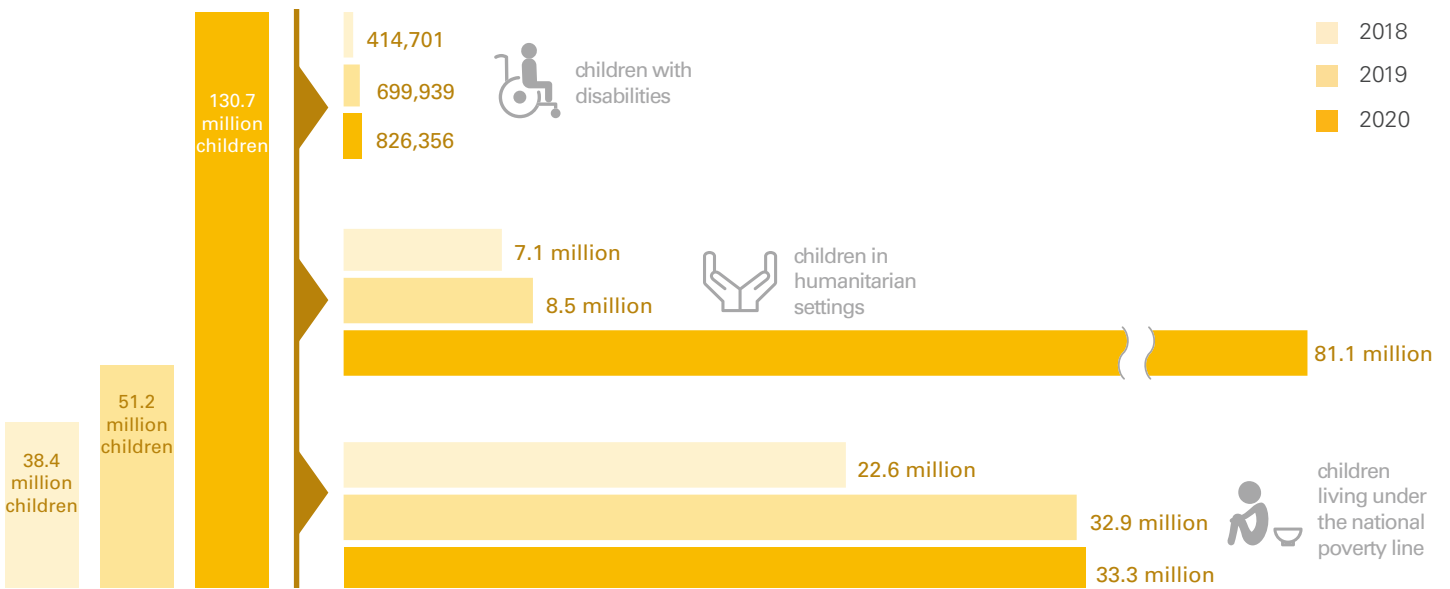 38.4
million
children
51.2
million
children
130.7
million
children
414,701
699,939
826,356
children with
disabilities
7.1 million
8.5 million
81.1 million
children in
humanitarian
settings
22.6 million
32.9 million
33.3 million
children
living under
the national
poverty line
2018
2019
2020